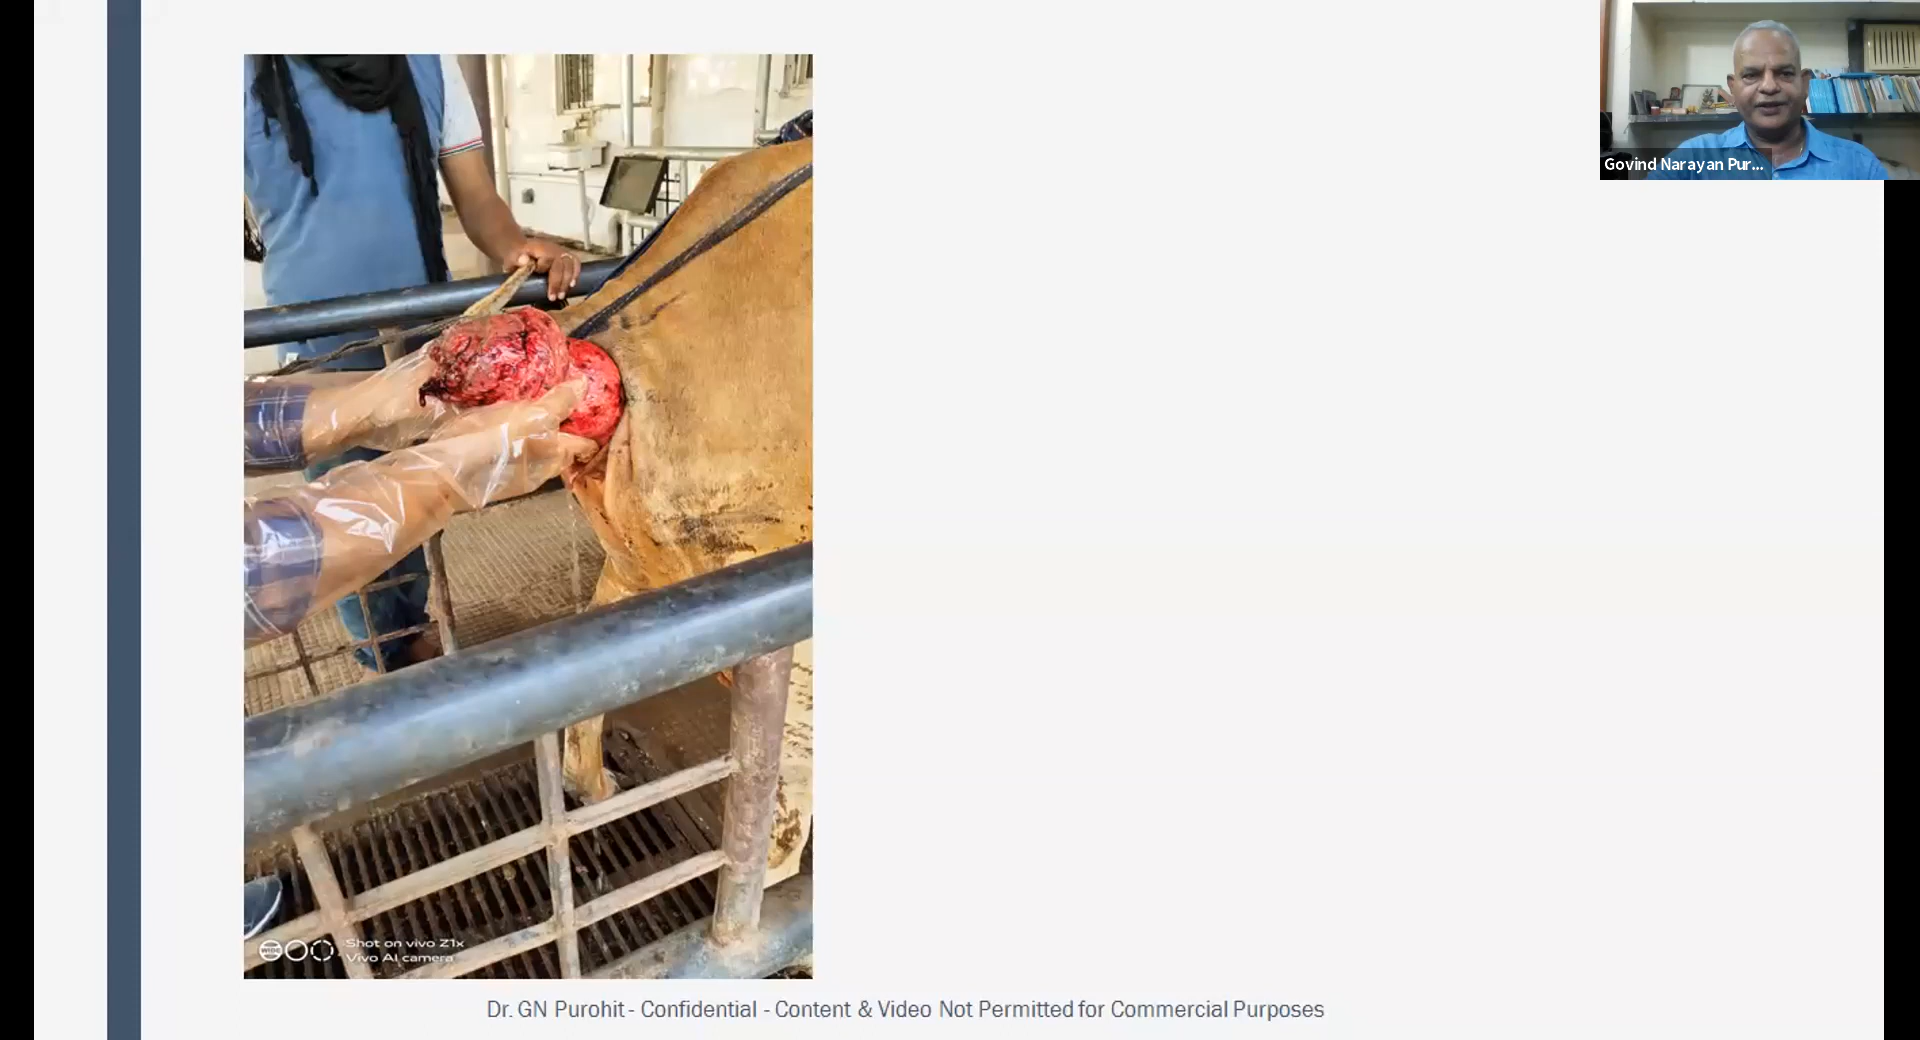 Govind Narayan Pur...
WIDE
Shot on vivo Z1x
Vivo AI camera
Dr. GN Purohit - Confidential - Content & Video Not Permitted for Commercial Purposes